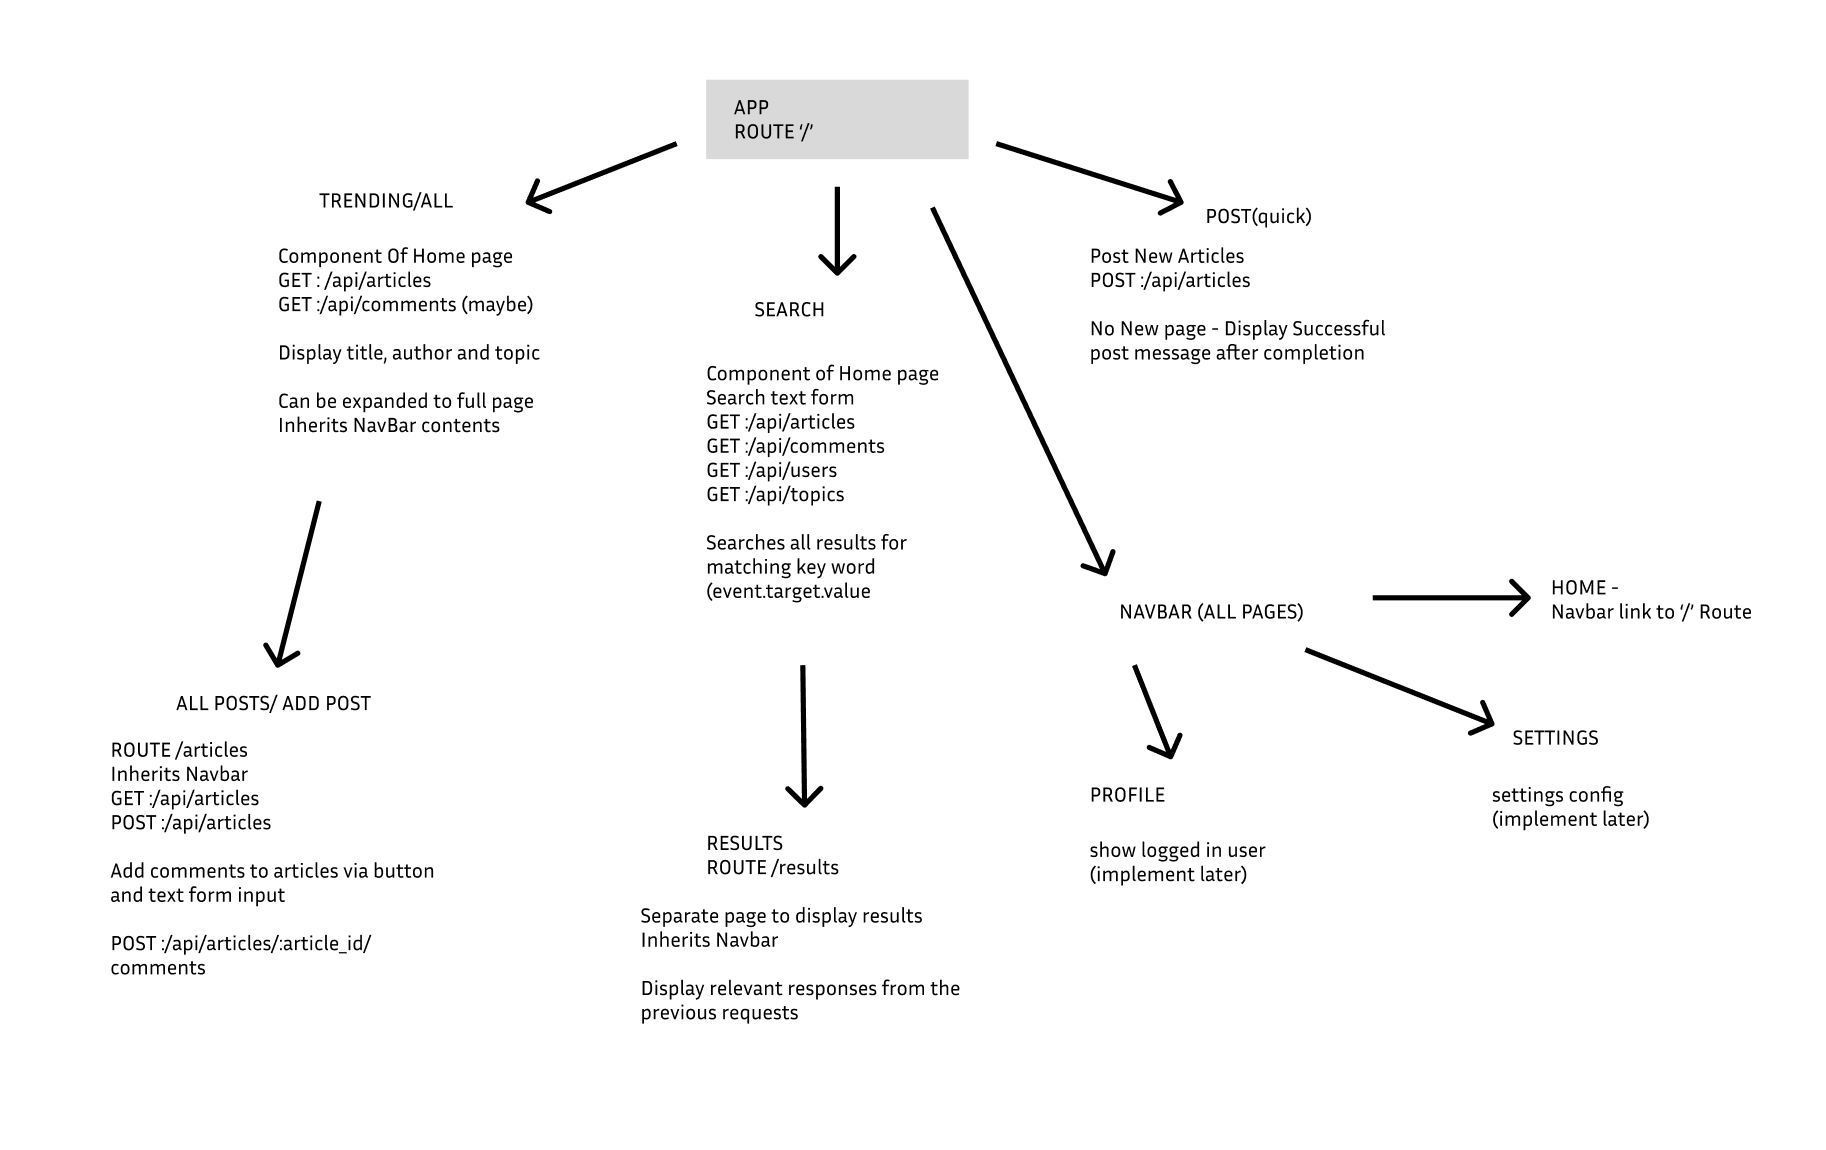 APP
ROUTE ‘/’
TRENDING/ALL
Component Of Home page
GET : /api/articles
GET :/api/comments (maybe)
Display title, author and topic
Can be expanded to full page
Inherits NavBar contents
SEARCH
Component of Home page
Search text form
GET :/api/articles
GET :/api/comments
GET :/api/users
GET :/api/topics
Searches all results for
matching key word
(event.target.value
POST(quick)
Post New Articles
POST :/api/articles
No New page - Display Successful
post message after completion
NAVBAR (ALL PAGES)
HOME -
Navbar link to ‘/’ Route
SETTINGS
settings config
(implement later)
PROFILE
show logged in user
(implement later)
ALL POSTS/ ADD POST
ROUTE /articles
Inherits Navbar
GET :/api/articles
POST :/api/articles
Add comments to articles via button
and text form input
POST :/api/articles/:article_id/
comments
RESULTS
ROUTE /results
Separate page to display results
Inherits Navbar
Display relevant responses from the
previous requests